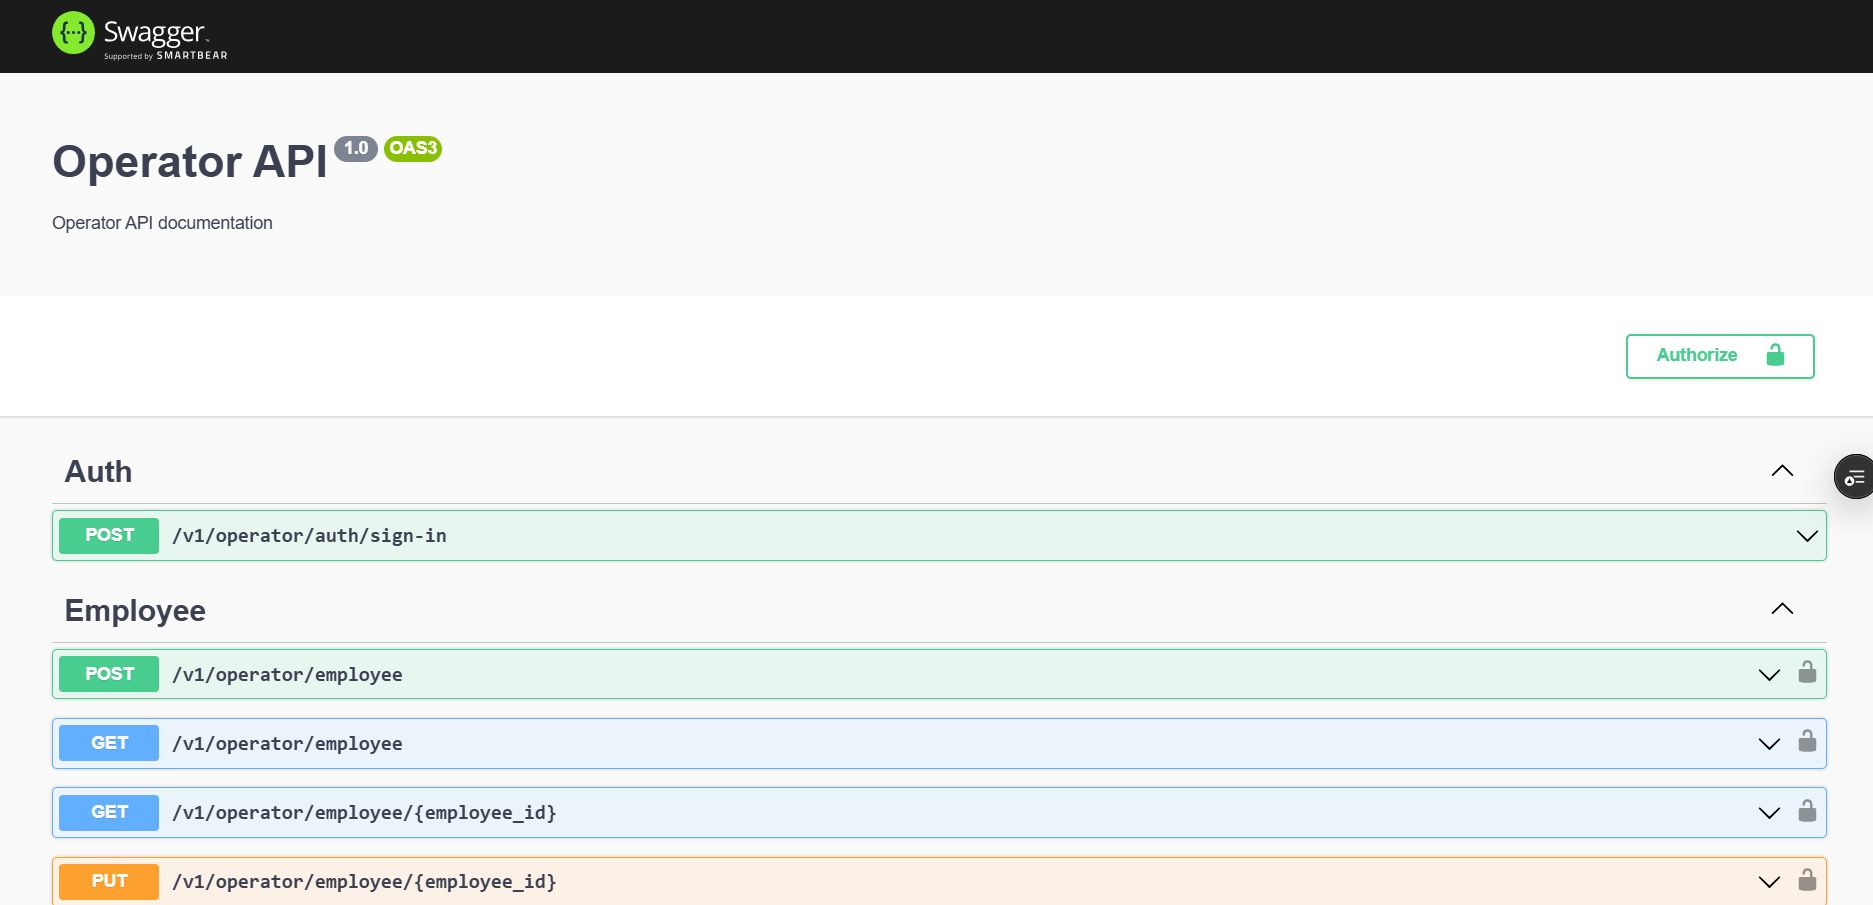 Swagger
Supported by SMARTBEAR
Operator API 1.0 OAS3
Operator API documentation
Authorize
Auth
POST /v1/operator/auth/sign-in
Employee
POST /v1/operator/employee
GET /v1/operator/employee
GET /v1/operator/employee/{employee_id}
PUT /v1/operator/employee/{employee_id}